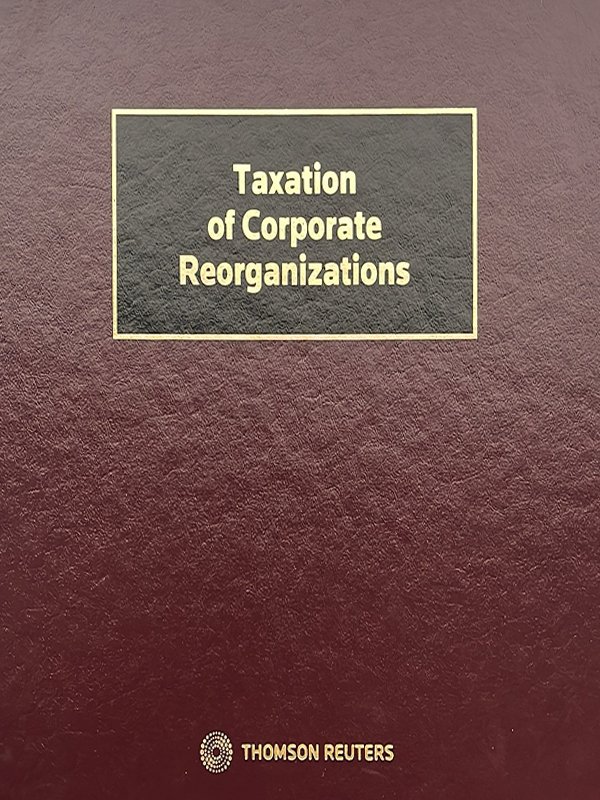 Taxation
of Corporate
Reorganizations
THOMSON REUTERS